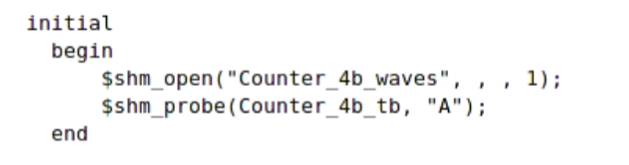 initial
begin
$shm_open("Counter_4b_waves", , , 1);
$shm_probe(Counter_4b_tb, "A");
end